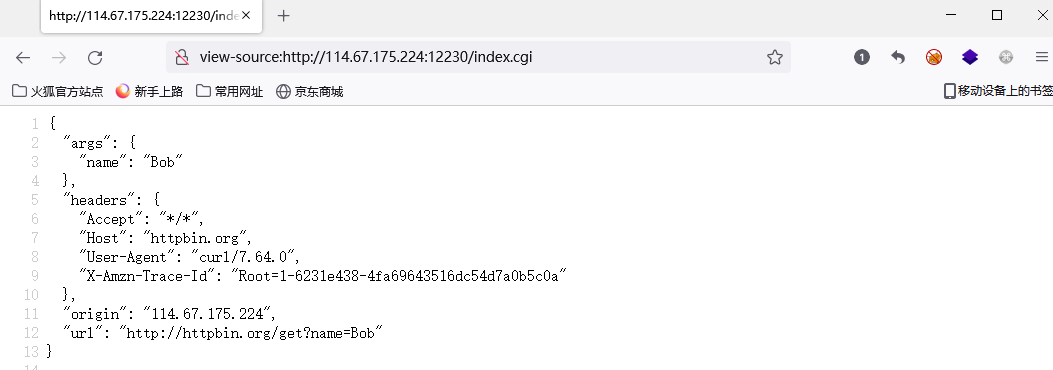 http://114.67.175.224:12230/inde
view-source:http://114.67.175.224:12230/index.cgi
1
火狐官方站点 新手上路 常用网址 京东商城 移动设备上的书签
1 {
2 "args": {
3 "name": "Bob"
4 },
5 "headers": {
6 "Accept": "*/*",
7 "Host": "httpbin.org",
8 "User-Agent": "curl/7.64.0",
9 "X-Amzn-Trace-Id": "Root=1-6231e438-4fa69643516dc54d7a0b5c0a"
10 },
11 "origin": "114.67.175.224",
12 "url": "http://httpbin.org/get?name=Bob"
13 }
14